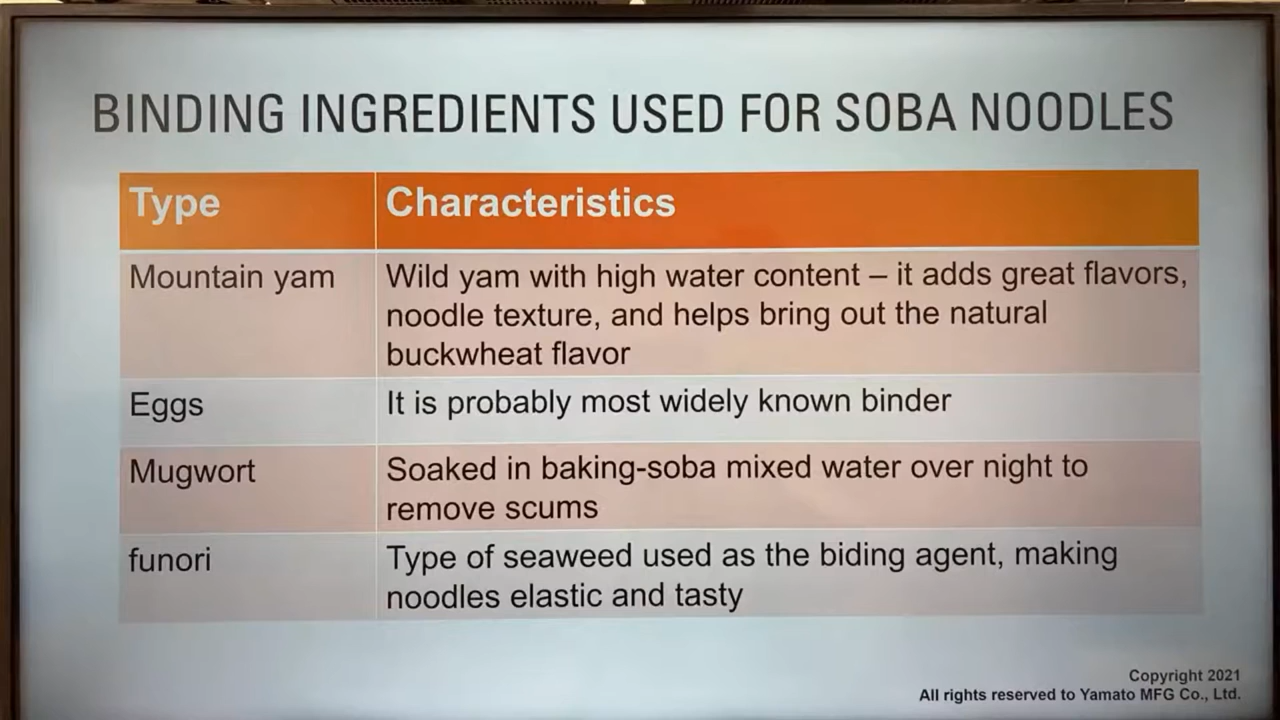 BINDING INGREDIENTS USED FOR SOBA NOODLES
Type
Characteristics
Mountain yam
Wild yam with high water content – it adds great flavors,
noodle texture, and helps bring out the natural
buckwheat flavor
Eggs
It is probably most widely known binder
Mugwort
Soaked in baking-soba mixed water over night to
remove scums
funori
Type of seaweed used as the biding agent, making
noodles elastic and tasty
Copyright 2021
All rights reserved to Yamato MFG Co., Ltd.